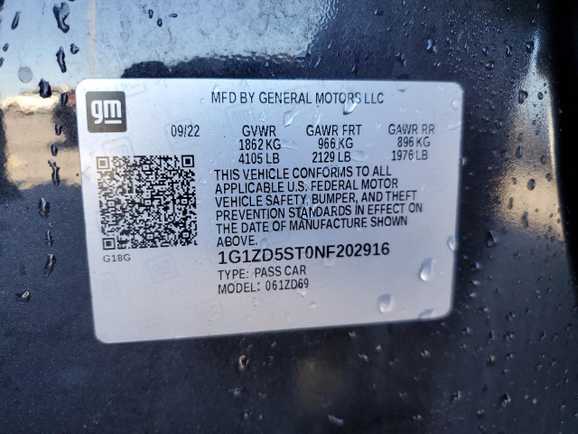 gm
MFD BY GENERAL MOTORS LLC
09/22 GVWR GAWR FRT GAWR RR
1862 KG 966 KG 896 KG
4105 LB 2129 LB 1976 LB
THIS VEHICLE CONFORMS TO ALL
APPLICABLE U.S. FEDERAL MOTOR
VEHICLE SAFETY, BUMPER, AND THEFT
PREVENTION STANDARDS IN EFFECT ON
THE DATE OF MANUFACTURE SHOWN
ABOVE.
G18G
1G1ZD5ST0NF202916
TYPE: PASS CAR
MODEL: 061ZD69